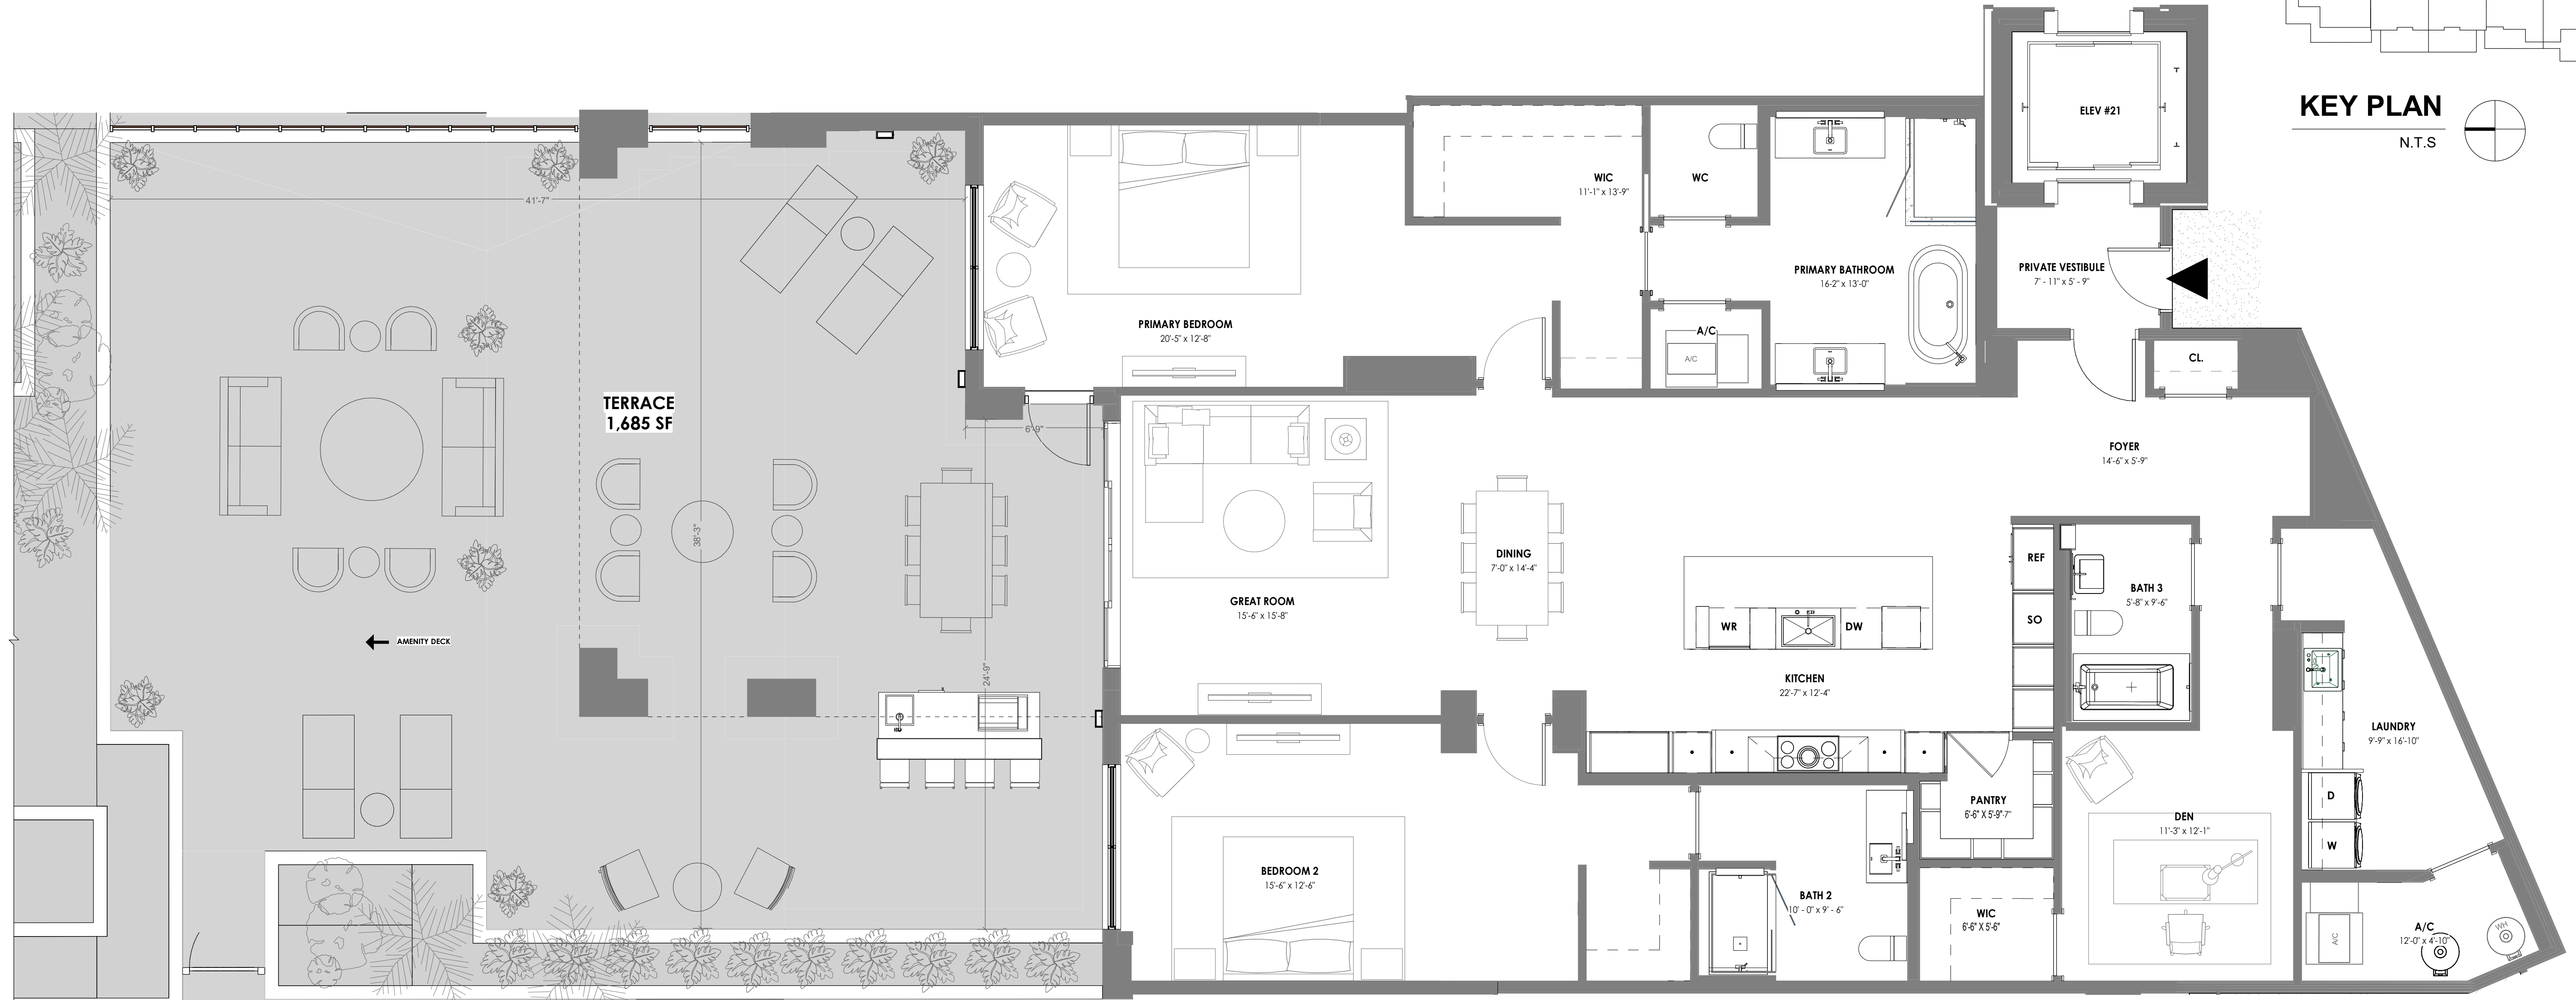 ELEV #21
KEY PLAN
N.T.S
WIC
11'-1" x 13'-9"
WC
41'-7"
PRIMARY BATHROOM
16-2" x 13'-0"
PRIVATE VESTIBULE
7' - 11" x 5' - 9"
PRIMARY BEDROOM
20'-5" x 12'-8"
A/C
A/C
CL.
TERRACE
1,685 SF
6'-9"
FOYER
14'-6" x 5'-9"
38'-3"
DINING
7'-0" x 14'-4"
REF
BATH 3
5'-8" x 9'-6"
GREAT ROOM
15'-6" x 15'-8"
WR
DW
SO
AMENITY DECK
24'-9"
KITCHEN
22'-7" x 12'-4"
LAUNDRY
9'-9" x 16'-10"
PANTRY
6'-6" X 5'-9"-7"
D
DEN
11'-3" x 12'-1"
W
BEDROOM 2
15'-6" x 12'-6"
BATH 2
10' - 0" x 9' - 6"
WIC
6'-6" X 5'-6"
A/C
A/C
12'-0" x 4'-10"
WH